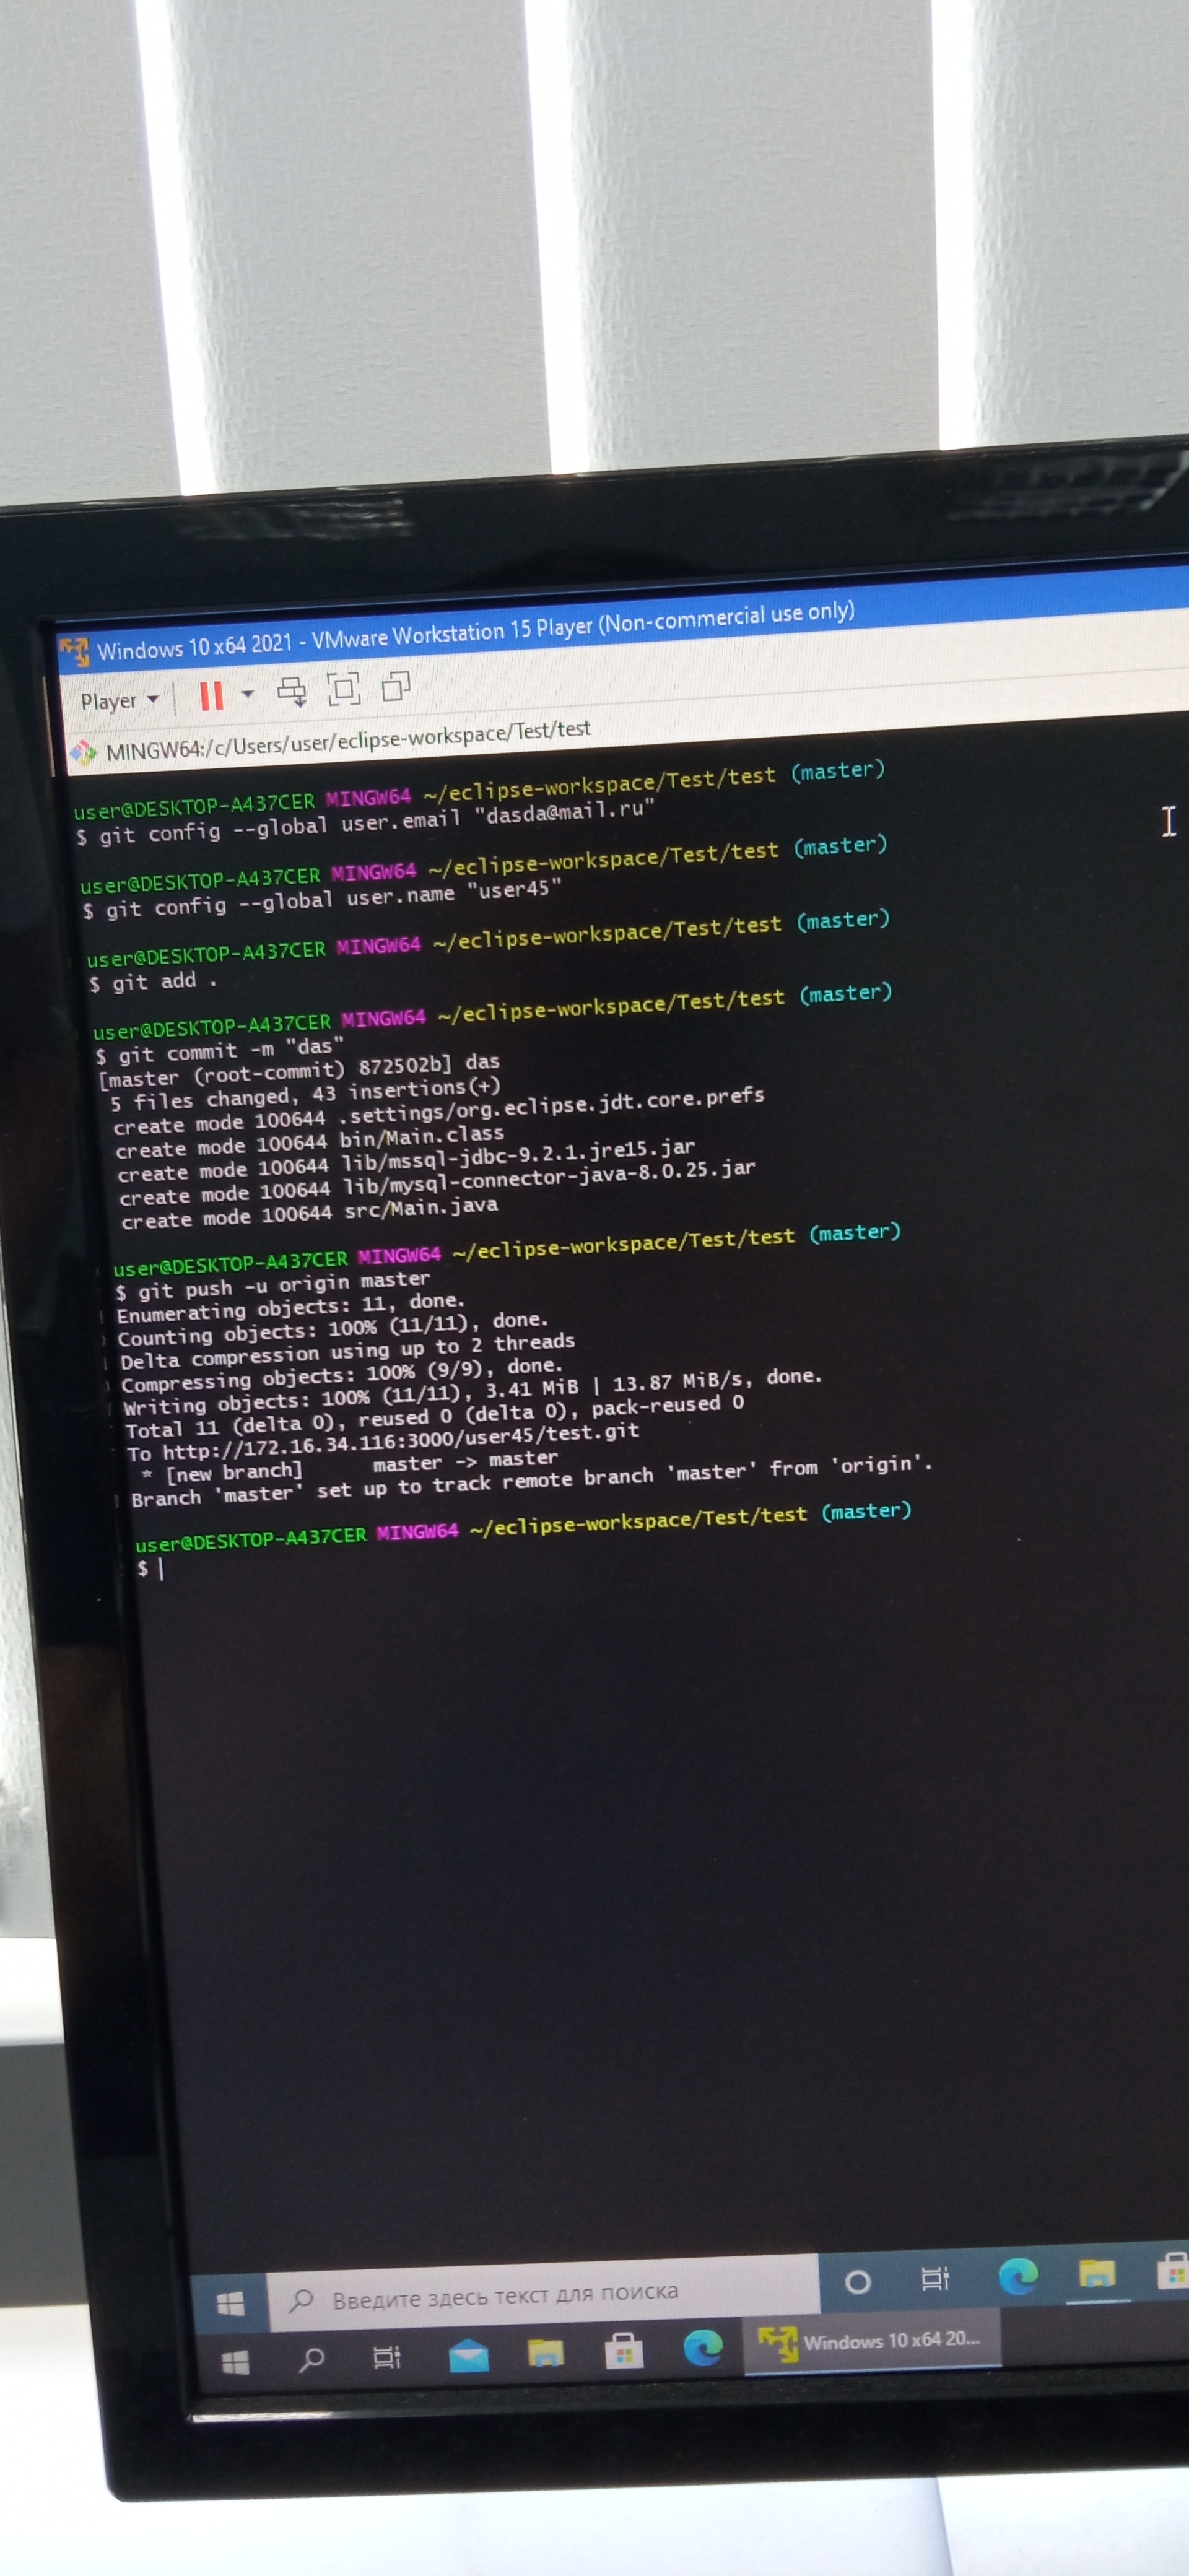 Windows 10 x64 2021 - VMware Workstation 15 Player (Non-commercial use only)
Player
MINGW64:/c/Users/user/eclipse-workspace/Test/test
user@DESKTOP-A437CER MINGW64 ~/eclipse-workspace/Test/test (master)
$ git config --global user.email "dasda@mail.ru"
user@DESKTOP-A437CER MINGW64 ~/eclipse-workspace/Test/test (master)
$ git config --global user.name "user45"
user@DESKTOP-A437CER MINGW64 ~/eclipse-workspace/Test/test (master)
$ git add .
user@DESKTOP-A437CER MINGW64 ~/eclipse-workspace/Test/test (master)
$ git commit -m "das"
[master (root-commit) 872502b] das
5 files changed, 43 insertions(+)
create mode 100644 .settings/org.eclipse.jdt.core.prefs
create mode 100644 bin/Main.class
create mode 100644 lib/mssql-jdbc-9.2.1.jre15.jar
create mode 100644 lib/mysql-connector-java-8.0.25.jar
create mode 100644 src/Main.java
user@DESKTOP-A437CER MINGW64 ~/eclipse-workspace/Test/test (master)
$ git push -u origin master
Enumerating objects: 11, done.
Counting objects: 100% (11/11), done.
Delta compression using up to 2 threads
Compressing objects: 100% (9/9), done.
Writing objects: 100% (11/11), 3.41 MiB | 13.87 MiB/s, done.
Total 11 (delta 0), reused 0 (delta 0), pack-reused 0
To http://172.16.34.116:3000/user45/test.git
* [new branch] master -> master
Branch 'master' set up to track remote branch 'master' from 'origin'.
user@DESKTOP-A437CER MINGW64 ~/eclipse-workspace/Test/test (master)
$
Введите здесь текст для поиска
Windows 10 x64 20...